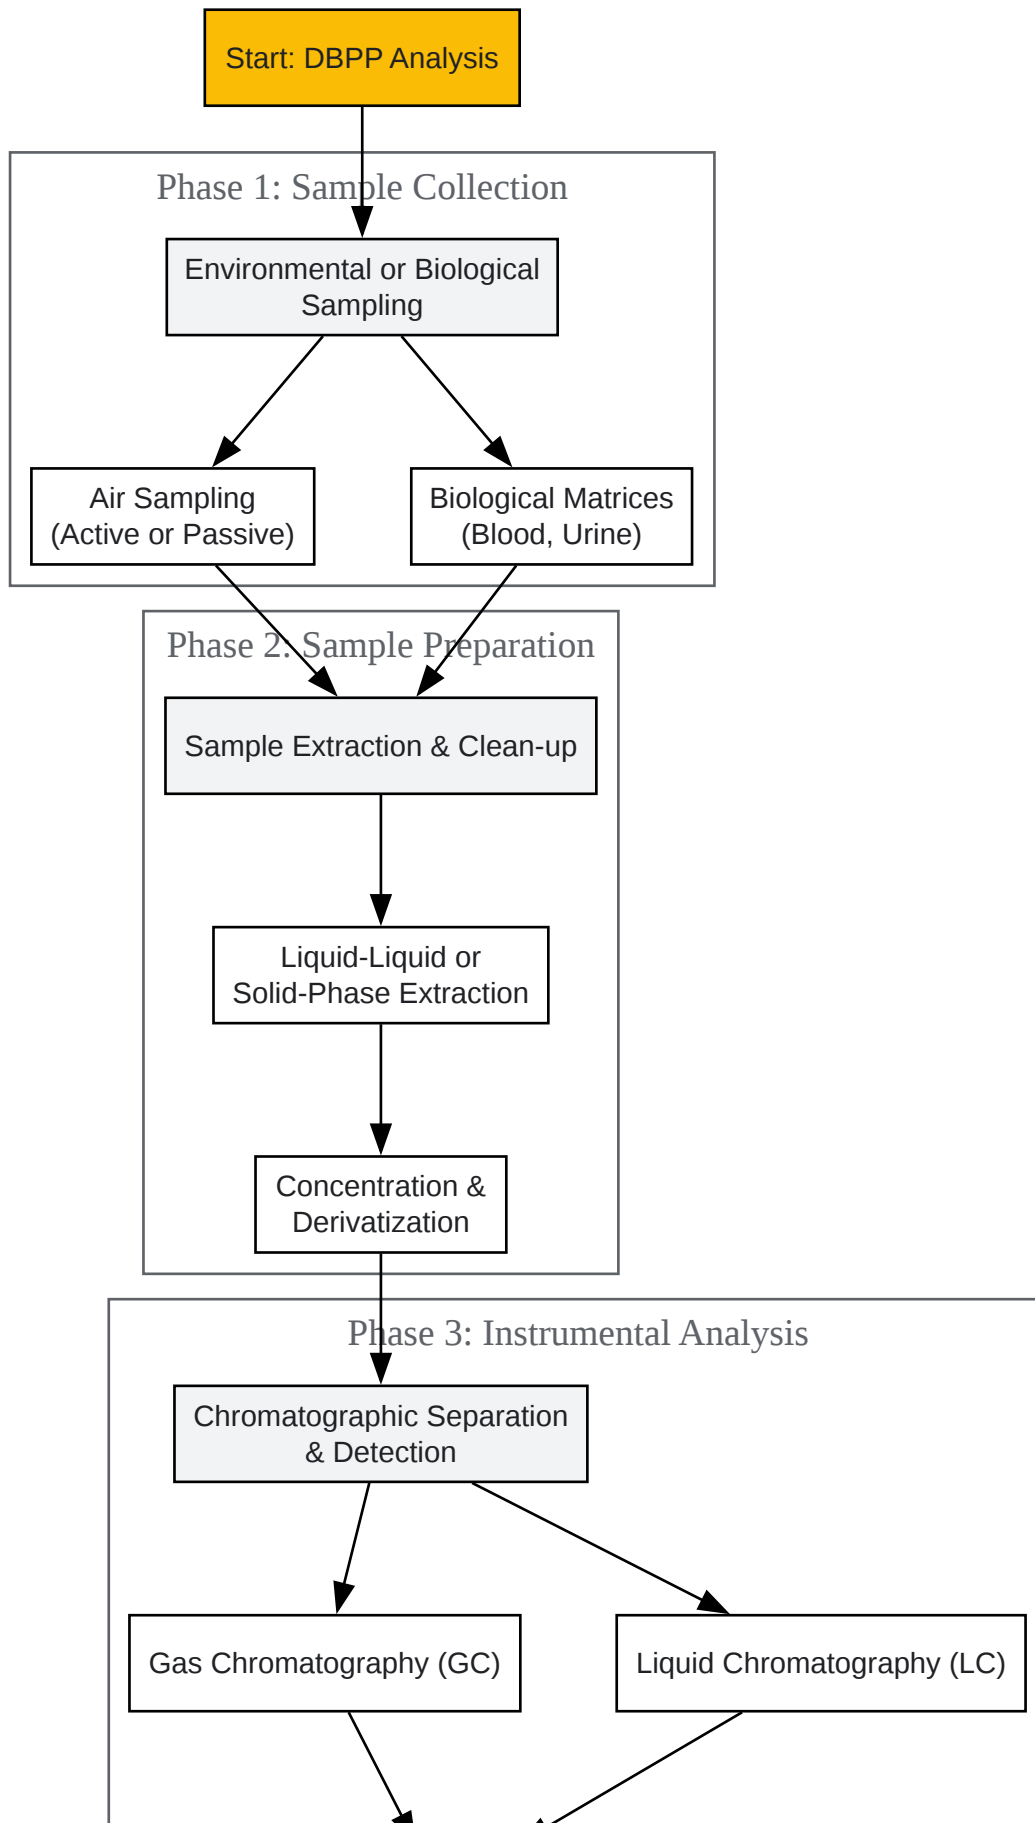 Start: DBPP Analysis
Phase 1: Sample Collection
Environmental or Biological
Sampling
Air Sampling
(Active or Passive)
Biological Matrices
(Blood, Urine)
Phase 2: Sample Preparation
Sample Extraction & Clean-up
Liquid-Liquid or
Solid-Phase Extraction
Concentration &
Derivatization
Phase 3: Instrumental Analysis
Chromatographic Separation
& Detection
Gas Chromatography (GC)
Liquid Chromatography (LC)